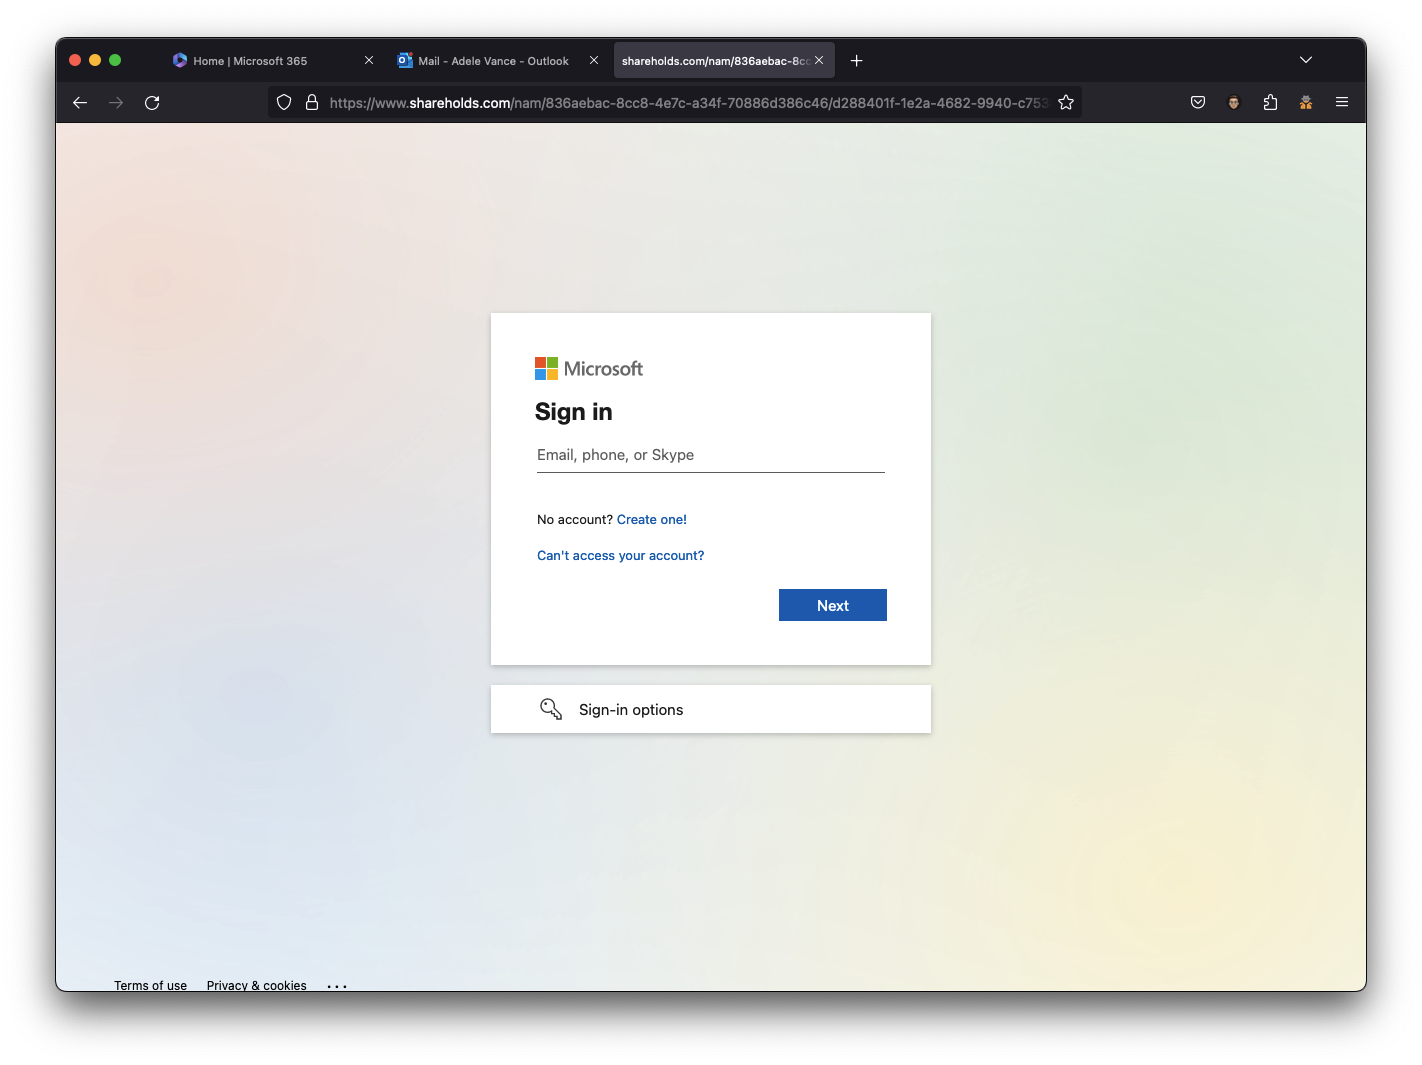 Home | Microsoft 365
Mail - Adele Vance - Outlook
shareholds.com/nam/836aebac-8cc
https://www.shareholds.com/nam/836aebac-8cc8-4e7c-a34f-70886d386c46/d288401f-1e2a-4682-9940-c753
Microsoft
Sign in
Email, phone, or Skype
No account? Create one!
Can't access your account?
Next
Sign-in options
Terms of use Privacy & cookies ...